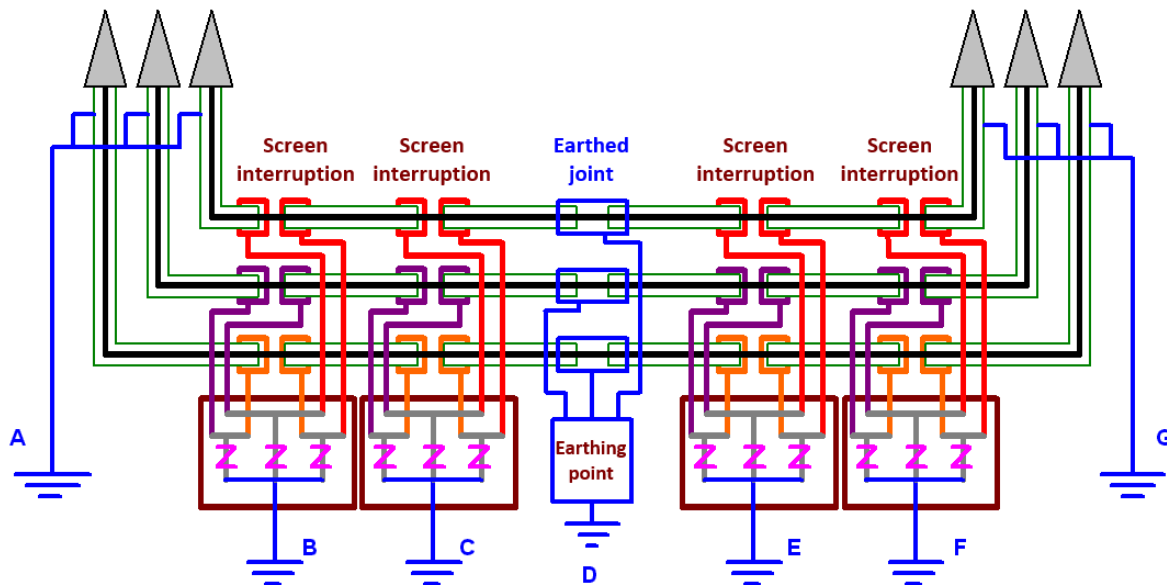 Screen
interruption
Screen
interruption
Earthed
joint
Screen
interruption
Screen
interruption
A
Earthing
point
G
B
C
D
E
F